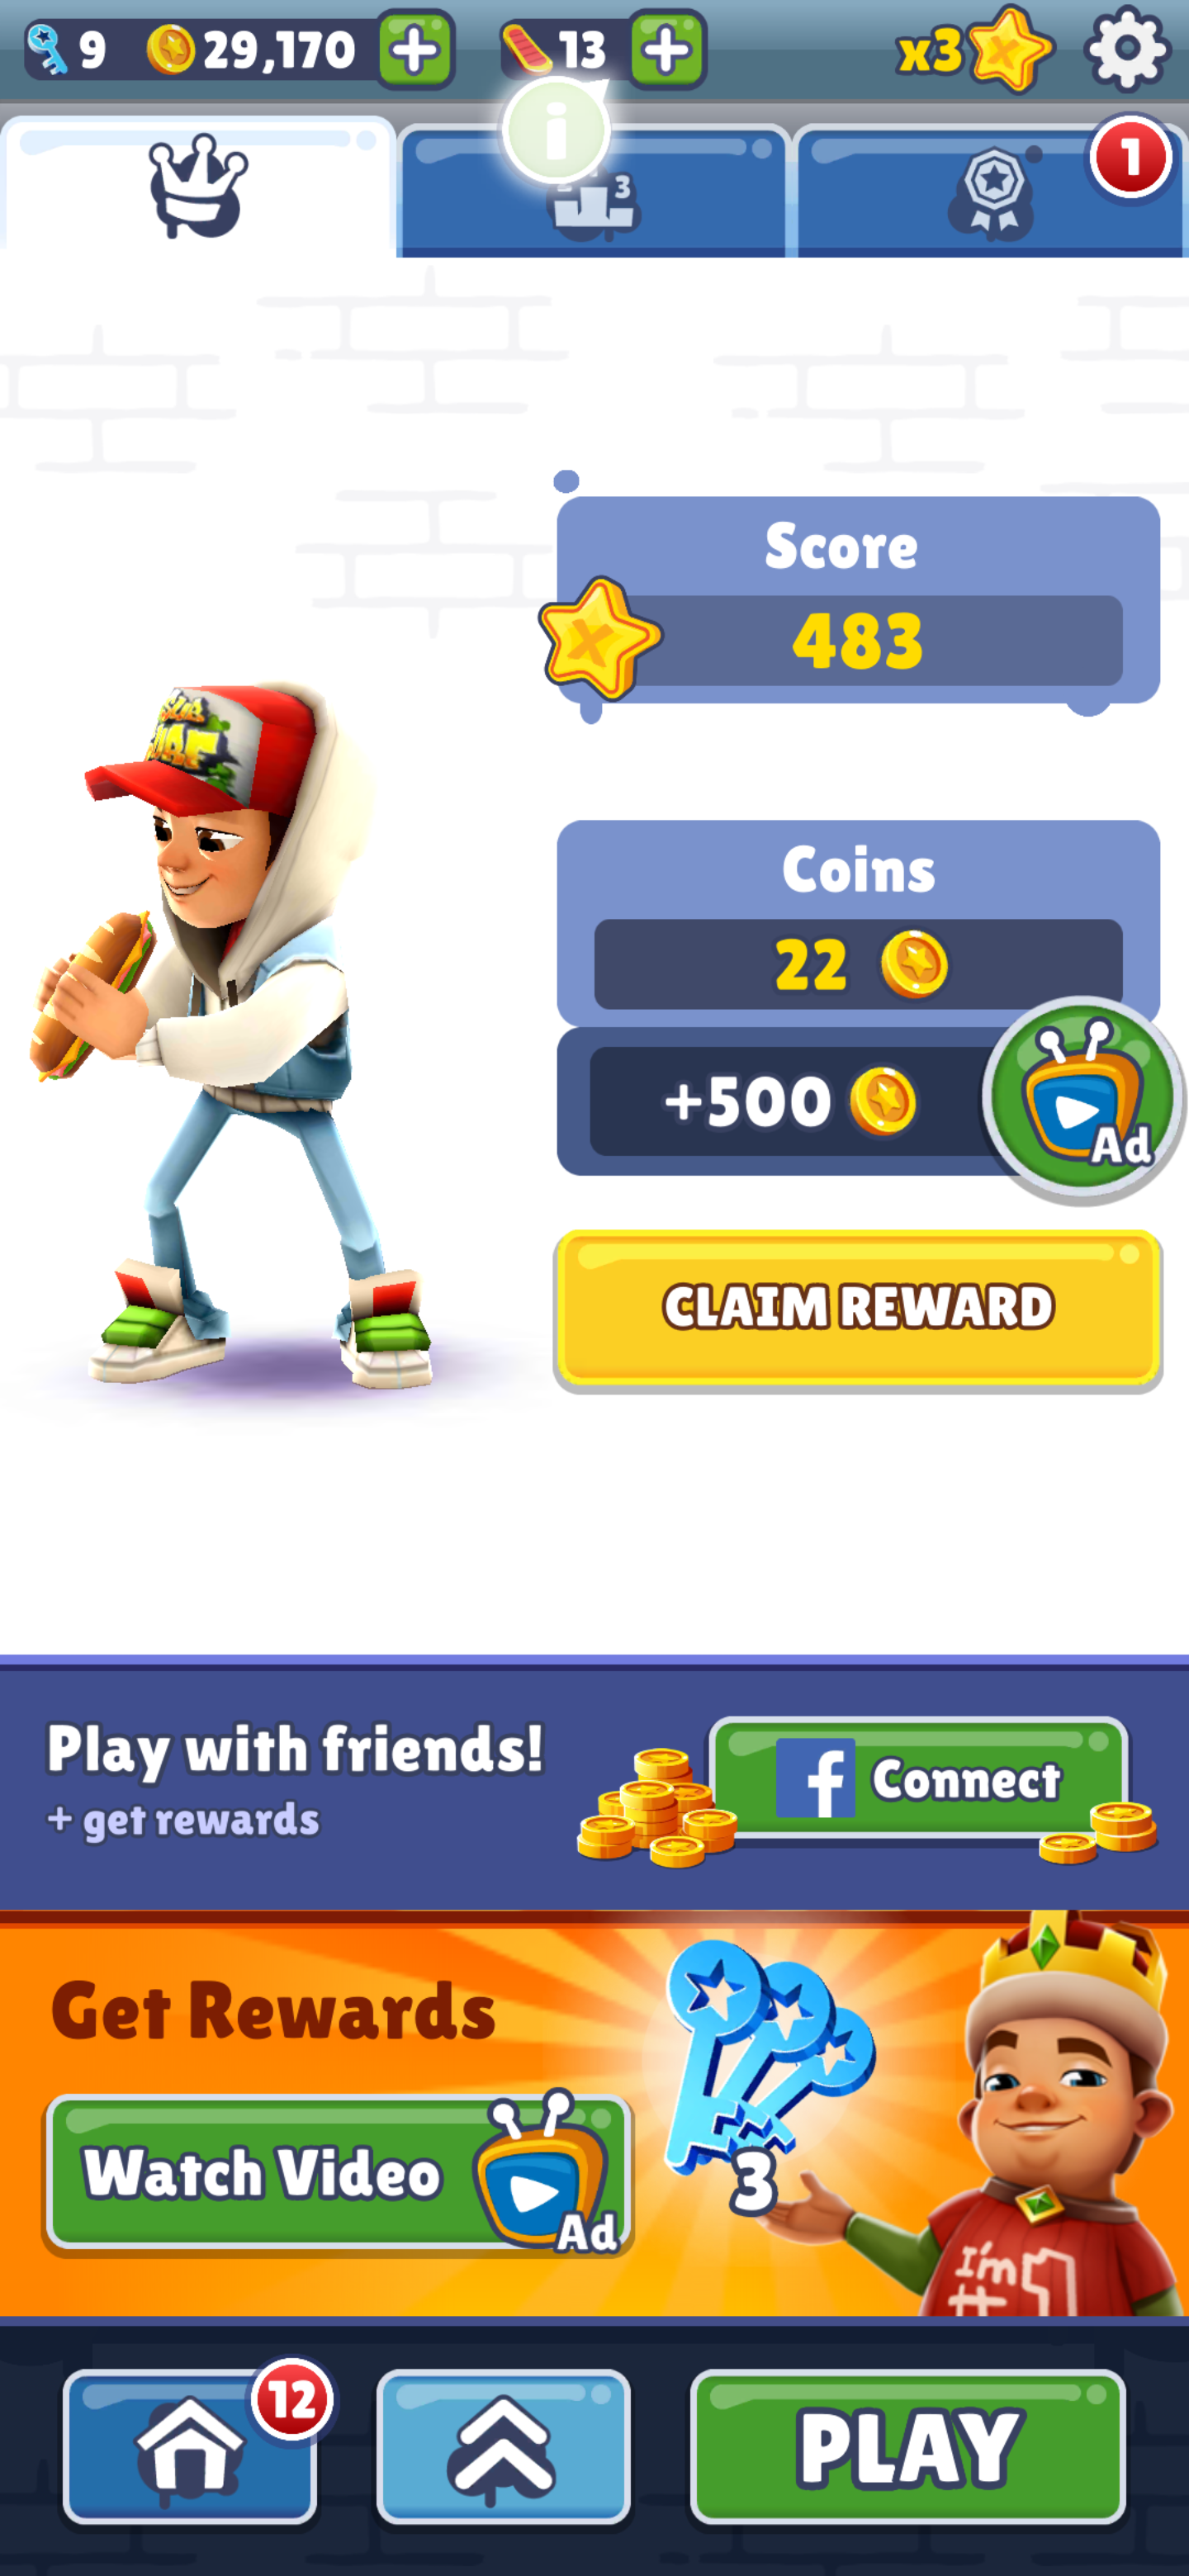 9 29,170 13 x3
i
3
1
Score
483
Coins
22
+500
Ad
CLAIM REWARD
Play with friends!
+ get rewards
f Connect
Get Rewards
Watch Video
Ad
3
I'm
#1
12
PLAY